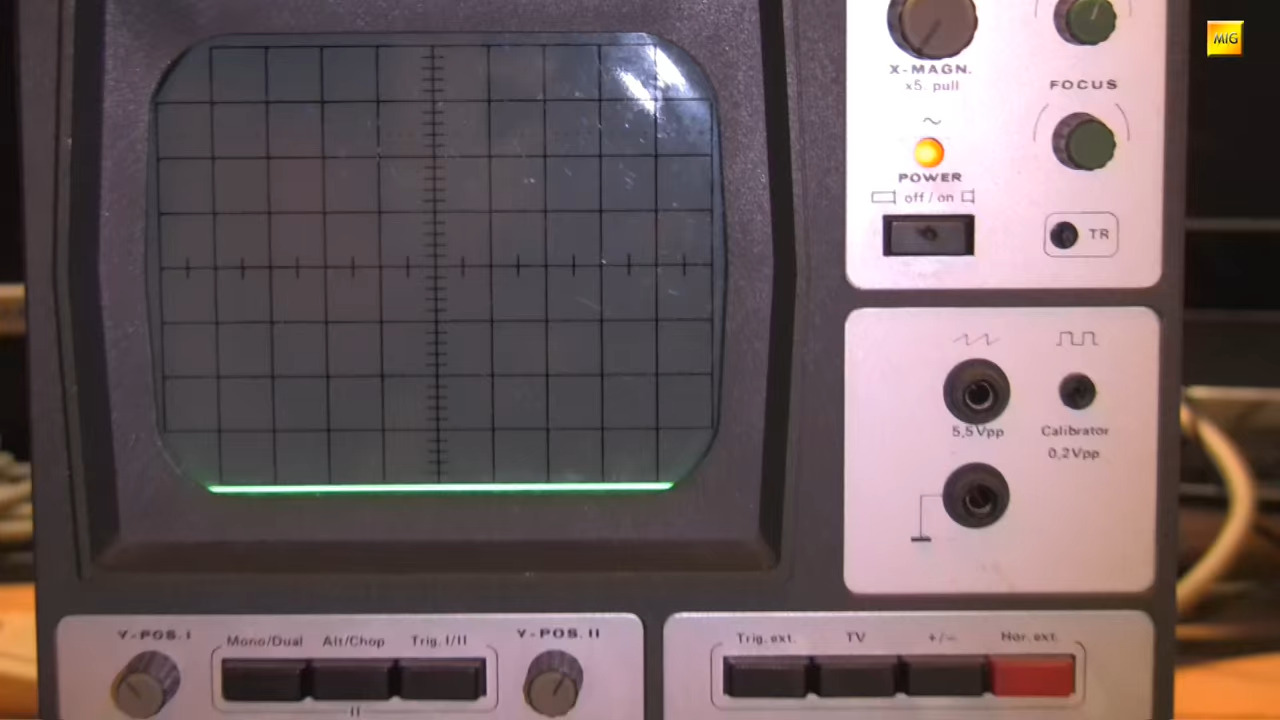 MIG
X-MAGN.
x5. pull
FOCUS
POWER
off / on
TR
5,5Vpp
Calibrator
0,2Vpp
Y-POS. I
Mono/Dual
Alt/Chop
Trig. I/II
Y-POS. II
II
Trig. ext.
TV
+/-
Hor. ext.